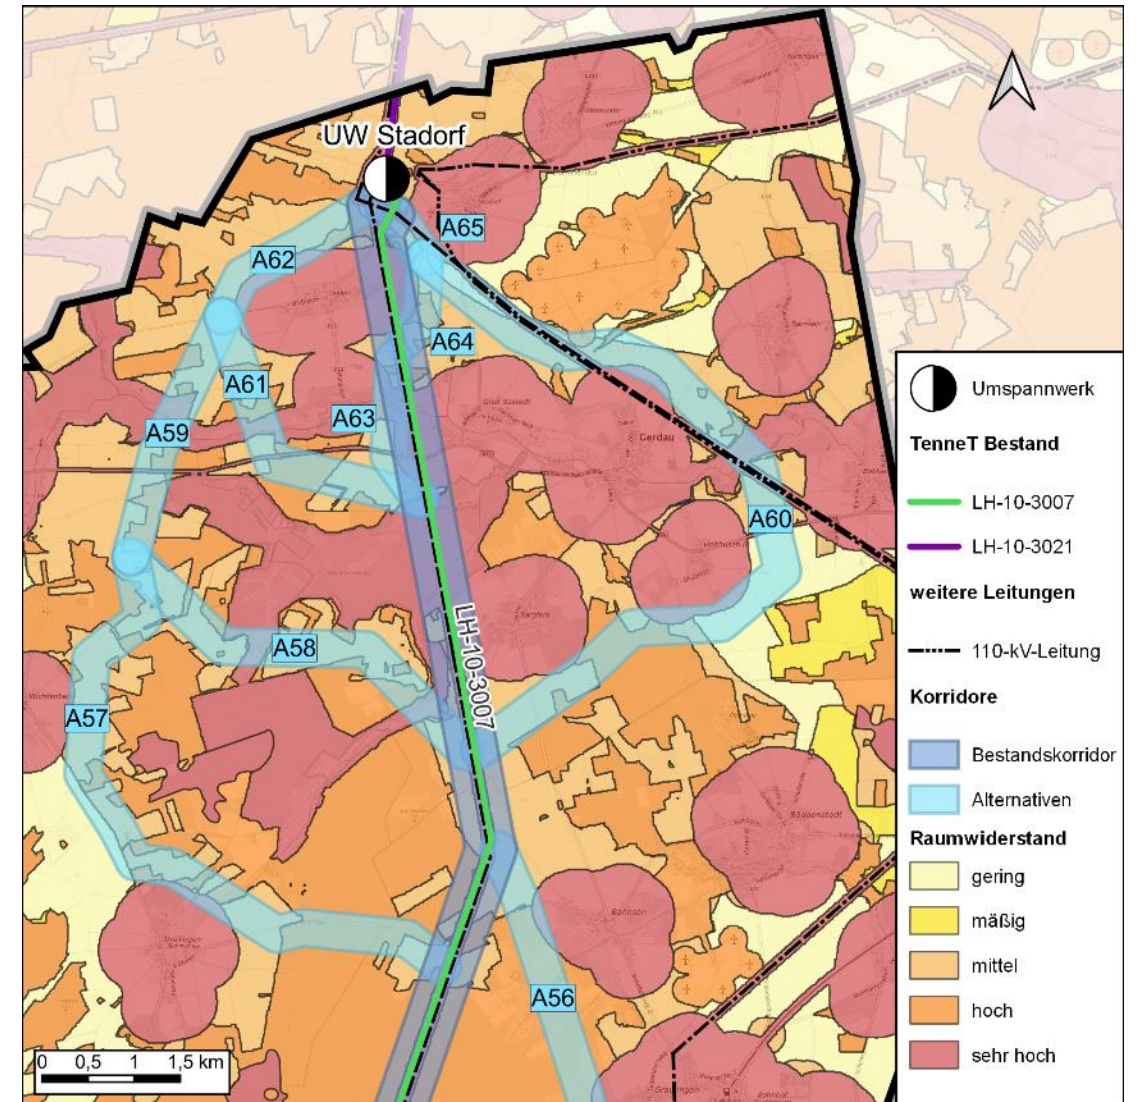 UW Stadorf
A65
A62
A64
A61
A63
A59
Gerdau
A60
A58
LH-10-3007
A57
Böddenstedt
A56
0 0,5 1 1,5 km
Umspannwerk
TenneT Bestand
LH-10-3007
LH-10-3021
weitere Leitungen
110-kV-Leitung
Korridore
Bestandskorridor
Alternativen
Raumwiderstand
gering
mäßig
mittel
hoch
sehr hoch